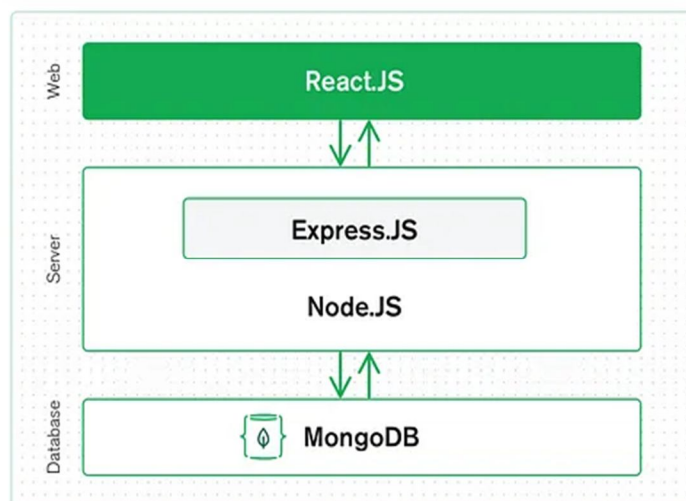 Web
React.JS
Server
Express.JS
Node.JS
Database
MongoDB